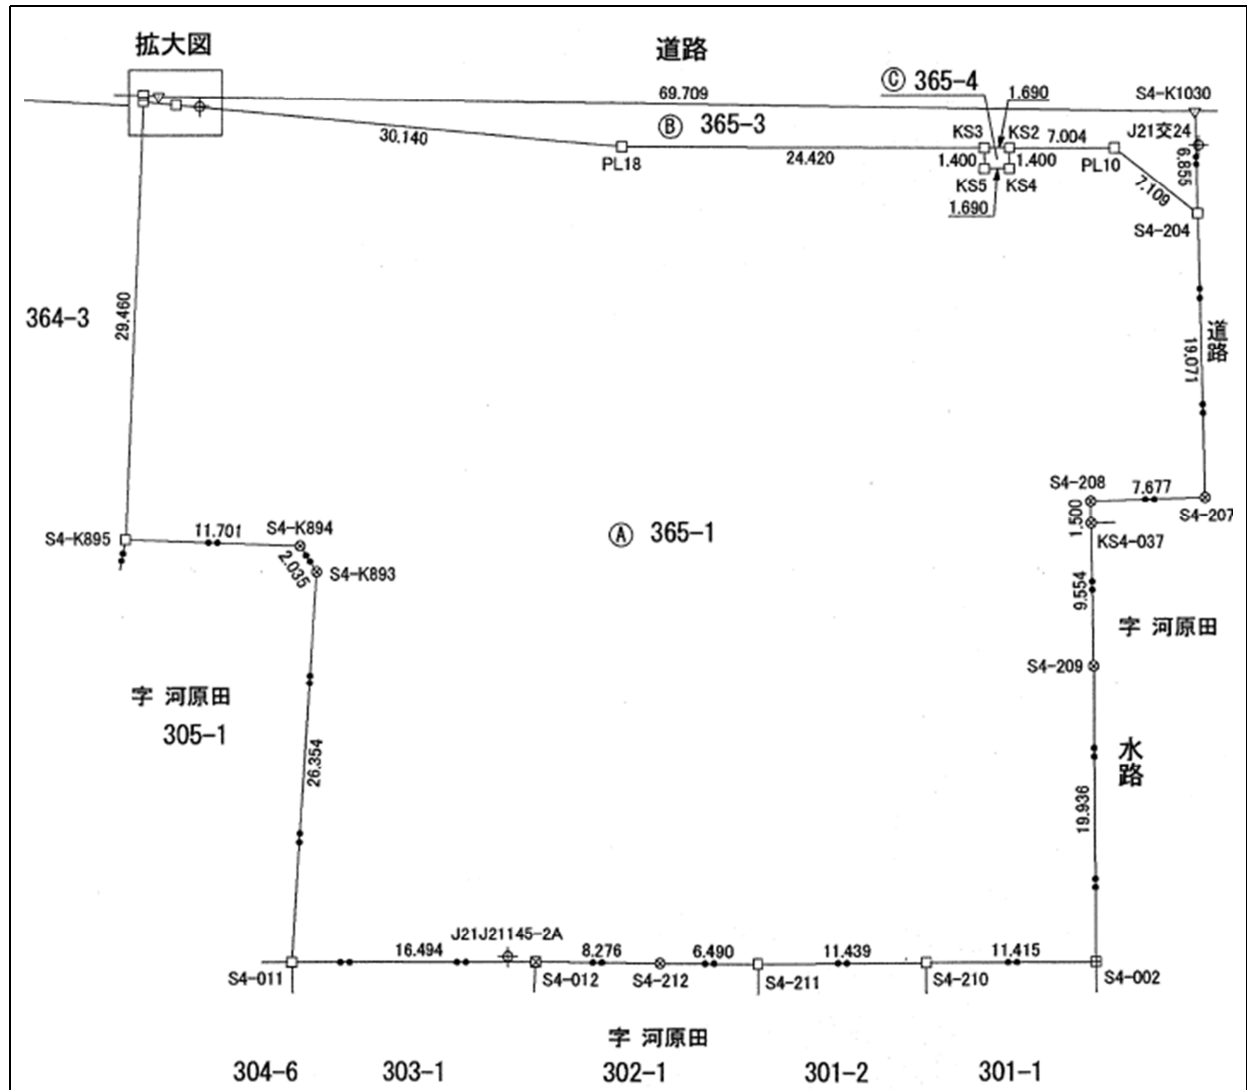 拡大図
道路
Ⓒ 365-4
1.690
S4-K1030
69.709
Ⓑ 365-3
30.140
PL18
24.420
KS3
KS2
7.004
J21交24
1.400
1.400
PL10
6.855
KS5
KS4
7.109
1.690
S4-204
364-3
29.460
道路
19.071
S4-208
7.677
S4-207
1.500
KS4-037
S4-K895
11.701
S4-K894
2.035
S4-K893
Ⓐ 365-1
9.554
字 河原田
S4-209
字 河原田
305-1
26.354
水路
19.936
J21J21145-2A
16.494
8.276
6.490
11.439
11.415
S4-011
S4-012
S4-212
S4-211
S4-210
S4-002
字 河原田
304-6
303-1
302-1
301-2
301-1